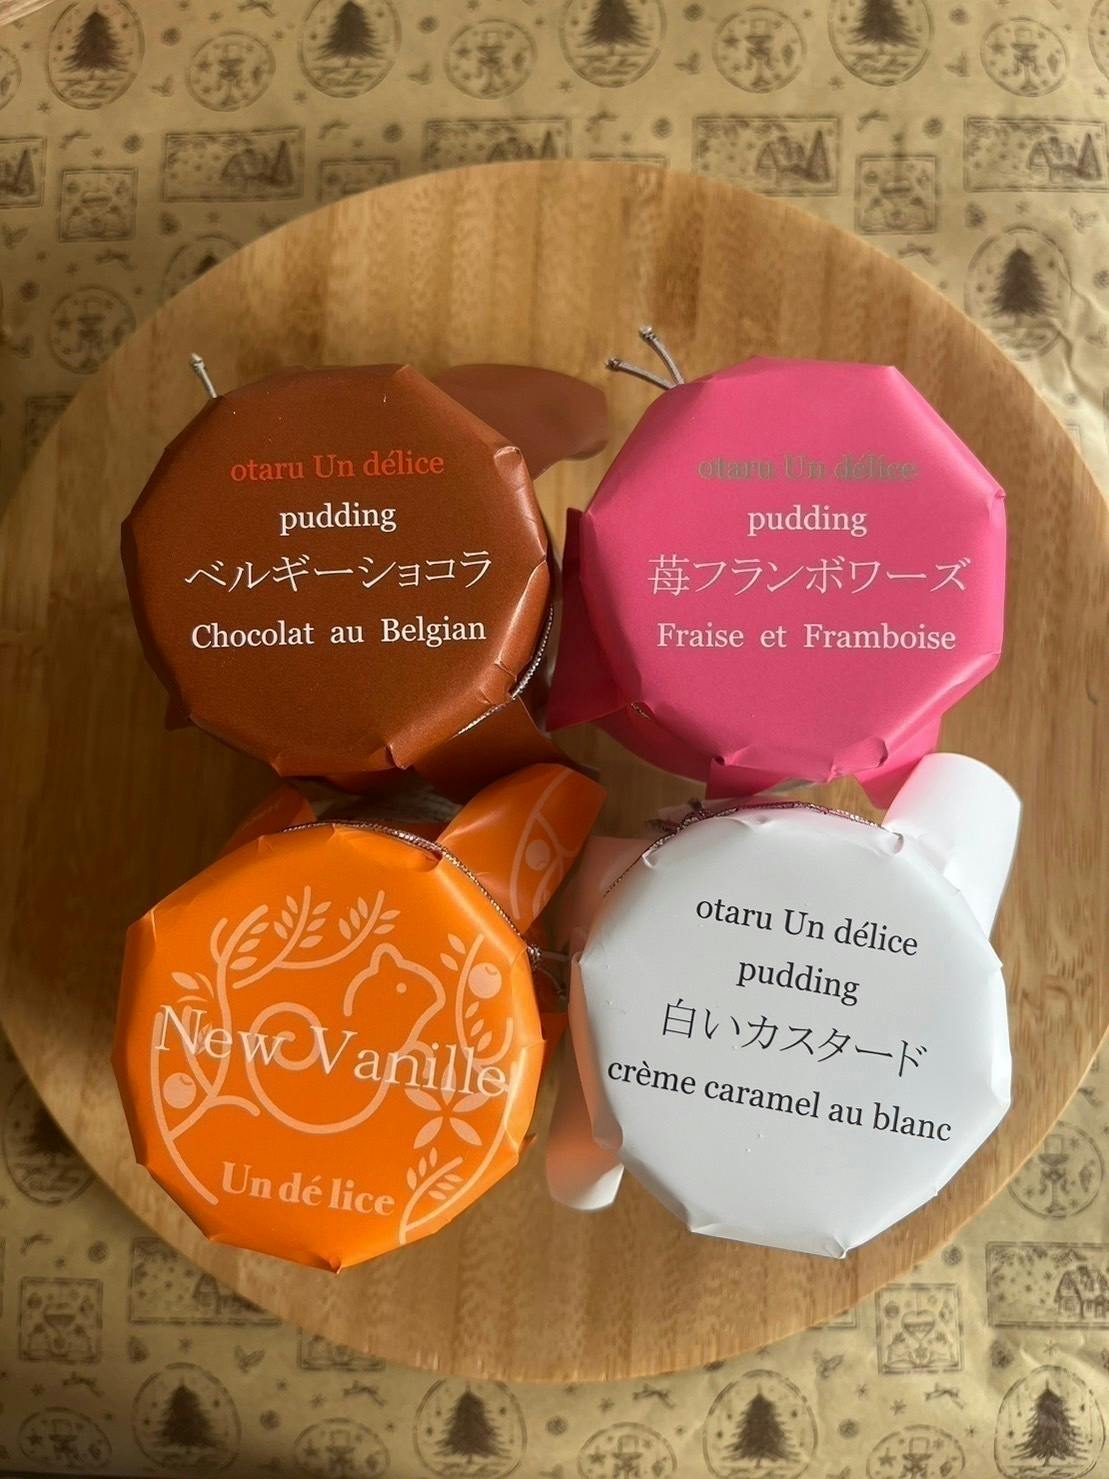 otaru Un délice
pudding
ベルギーショコラ
Chocolat au Belgian
otaru Un délice
pudding
苺フランボワーズ
Fraise et Framboise
New Vanille
Un dé lice
otaru Un délice
pudding
白いカスタード
crème caramel au blanc